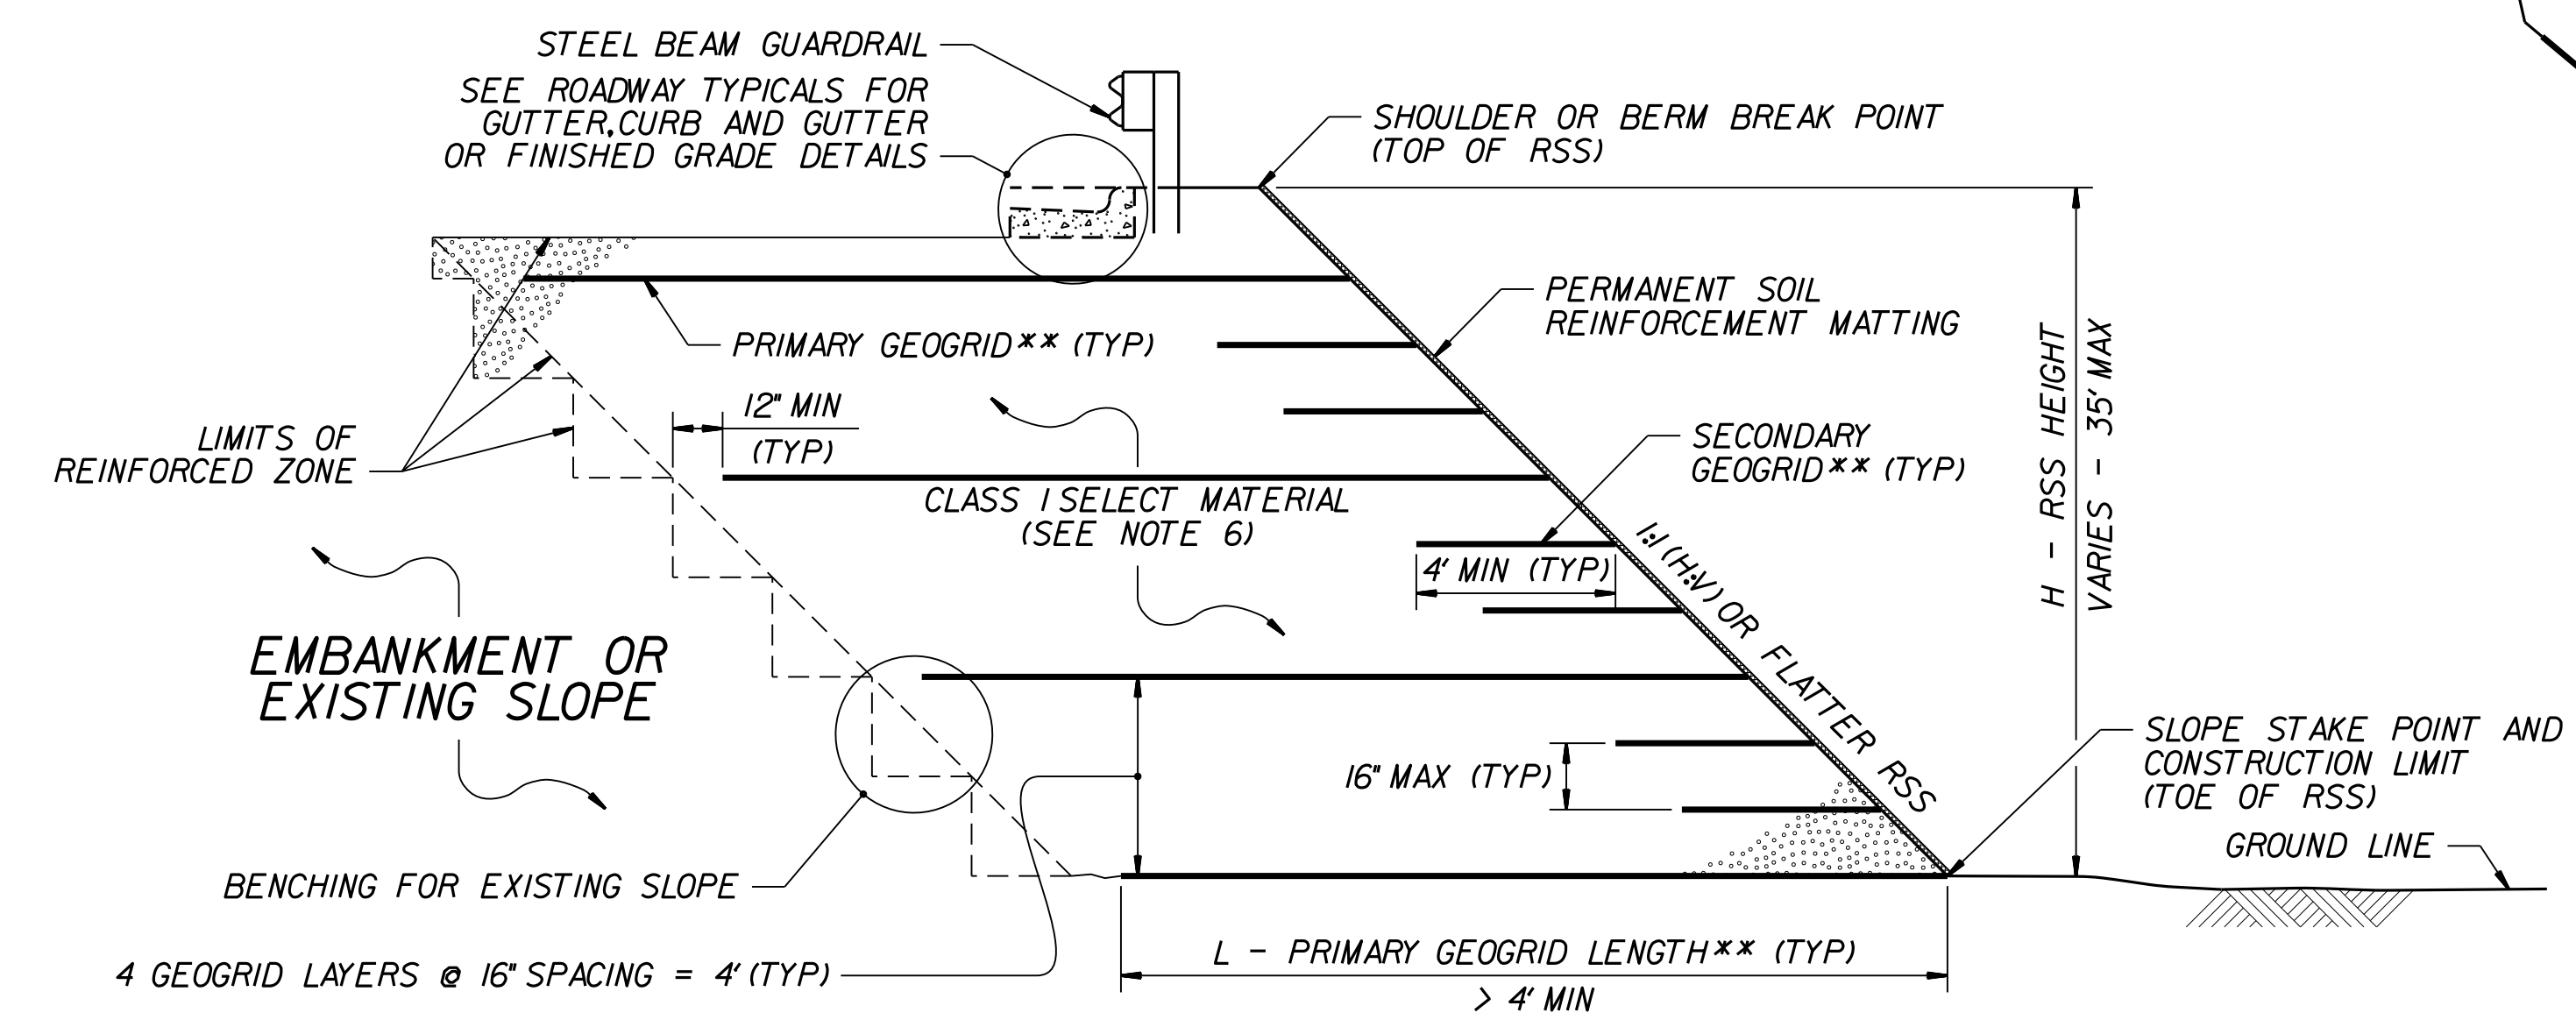 STEEL BEAM GUARDRAIL
SEE ROADWAY TYPICALS FOR
GUTTER, CURB AND GUTTER
OR FINISHED GRADE DETAILS
SHOULDER OR BERM BREAK POINT
(TOP OF RSS)
PERMANENT SOIL
REINFORCEMENT MATTING
PRIMARY GEOGRID** (TYP)
12" MIN
(TYP)
LIMITS OF
REINFORCED ZONE
SECONDARY
GEOGRID** (TYP)
CLASS I SELECT MATERIAL
(SEE NOTE 6)
4' MIN (TYP)
1:1 (H:V) OR FLATTER RSS
H - RSS HEIGHT
VARIES - 35' MAX
EMBANKMENT OR
EXISTING SLOPE
16" MAX (TYP)
SLOPE STAKE POINT AND
CONSTRUCTION LIMIT
(TOE OF RSS)
GROUND LINE
BENCHING FOR EXISTING SLOPE
4 GEOGRID LAYERS @ 16" SPACING = 4' (TYP)
L - PRIMARY GEOGRID LENGTH** (TYP)
> 4' MIN